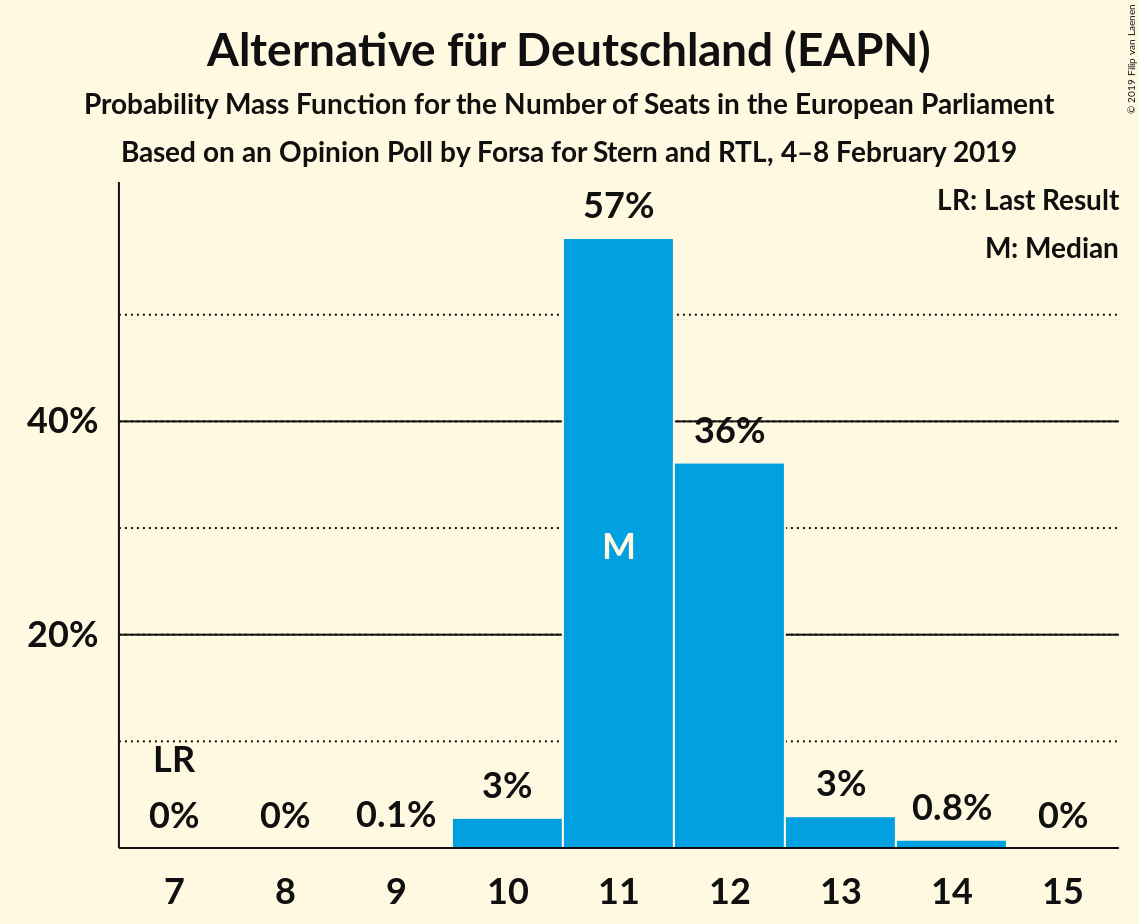 Alternative für Deutschland (EAPN)
Probability Mass Function for the Number of Seats in the European Parliament
Based on an Opinion Poll by Forsa for Stern and RTL, 4–8 February 2019
© 2019 Filip van Laenen
LR: Last Result
M: Median
57%
40%
36%
M
20%
LR
0% 0% 0.1% 3% 3% 0.8% 0%
7 8 9 10 11 12 13 14 15